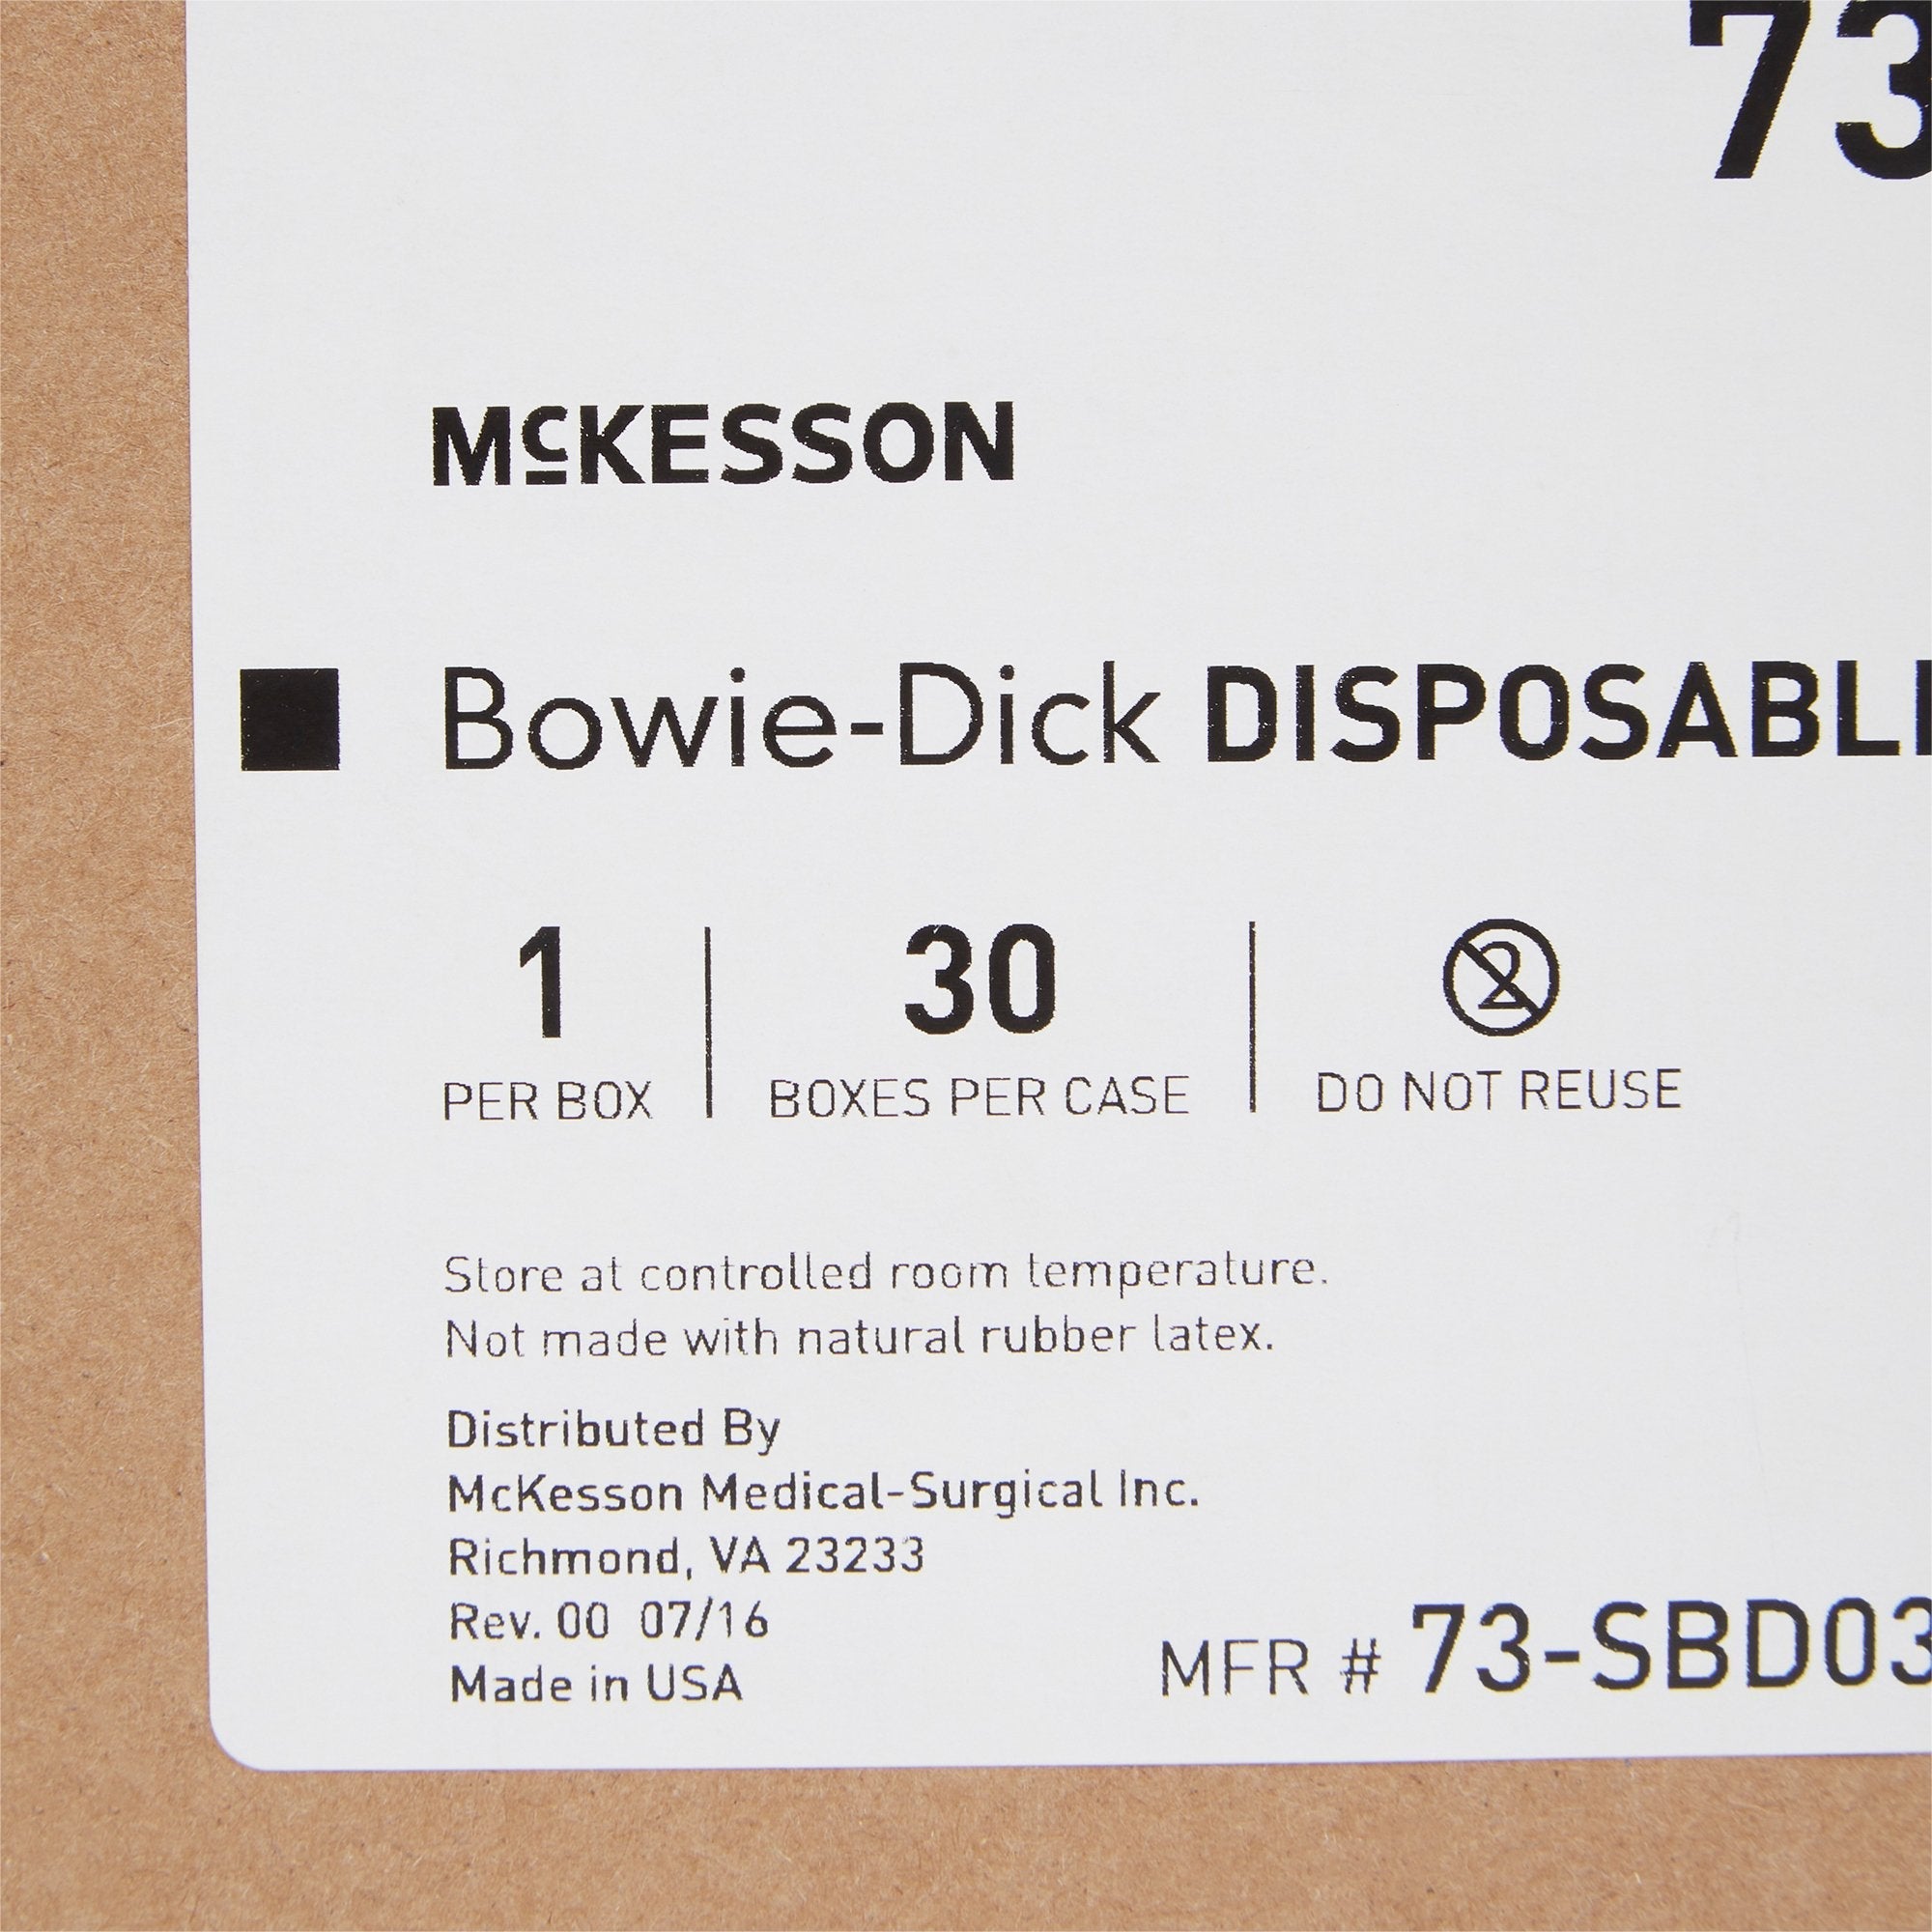 73
McKESSON
Bowie-Dick DISPOSABL
1
PER BOX
30
BOXES PER CASE
2
DO NOT REUSE
Store at controlled room temperature.
Not made with natural rubber latex.
Distributed By
McKesson Medical-Surgical Inc.
Richmond, VA 23233
Rev. 00 07/16
Made in USA
MFR # 73-SBD03